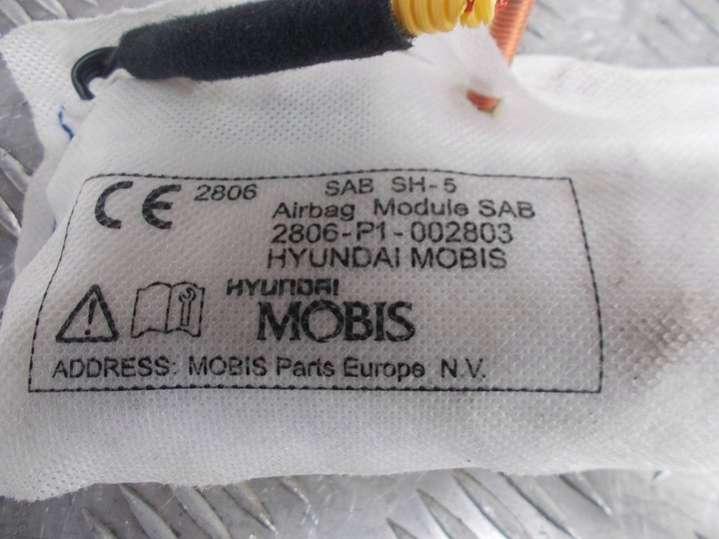 CE 2806 SAB SH-5
Airbag Module SAB
2806-P1-002803
HYUNDAI MOBIS
HYUNDAI
MOBIS
ADDRESS: MOBIS Parts Europe N.V.